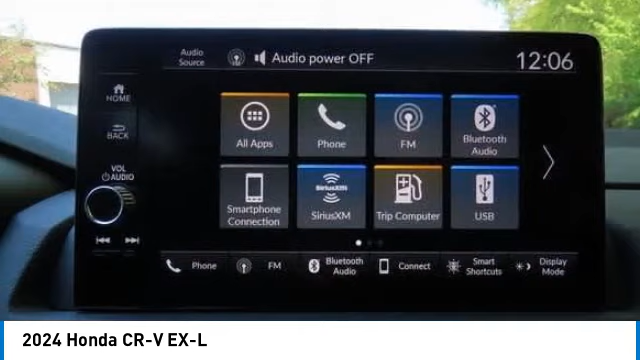 Audio
Source
Audio power OFF
12:06
HOME
BACK
VOL
AUDIO
All Apps
Phone
FM
Bluetooth
Audio
Smartphone
Connection
SiriusXM
SiriusXM
Trip Computer
USB
Phone
FM
Bluetooth
Audio
Connect
Smart
Shortcuts
Display
Mode
2024 Honda CR-V EX-L